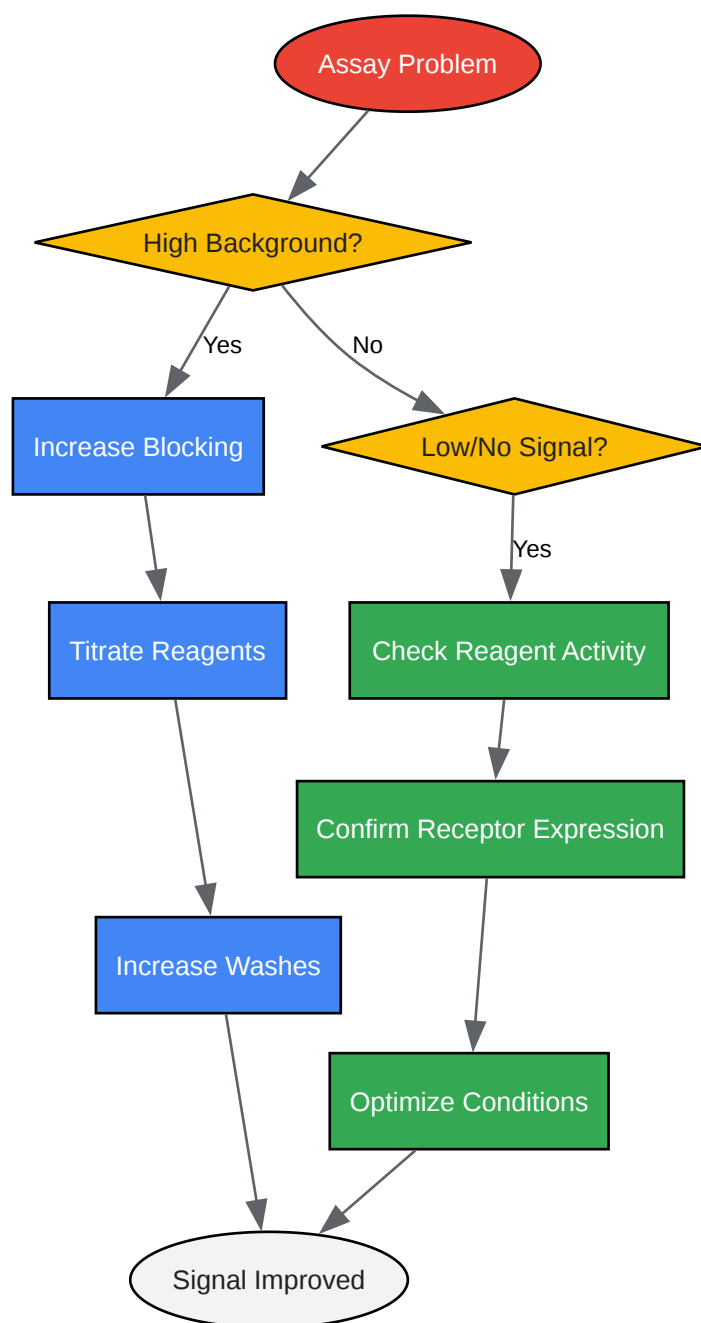 Assay Problem
High Background?
Yes
No
Increase Blocking
Low/No Signal?
Yes
Titrate Reagents
Check Reagent Activity
Confirm Receptor Expression
Increase Washes
Optimize Conditions
Signal Improved